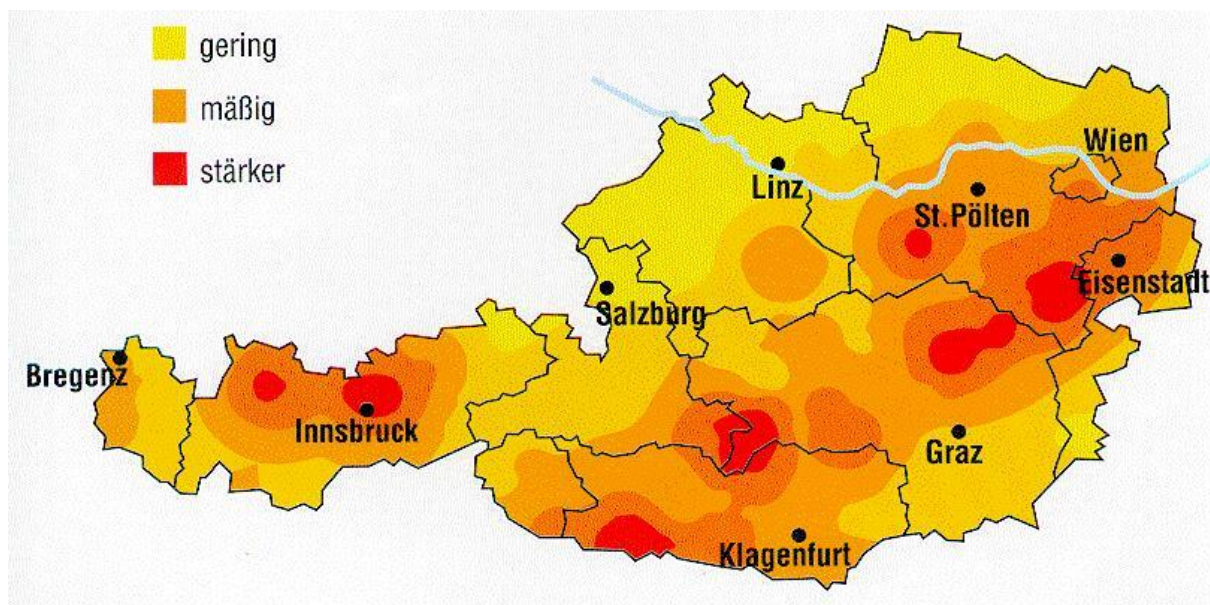 gering
mäßig
stärker
Wien
Linz
St.Pölten
Eisenstadt
Salzburg
Bregenz
Innsbruck
Graz
Klagenfurt